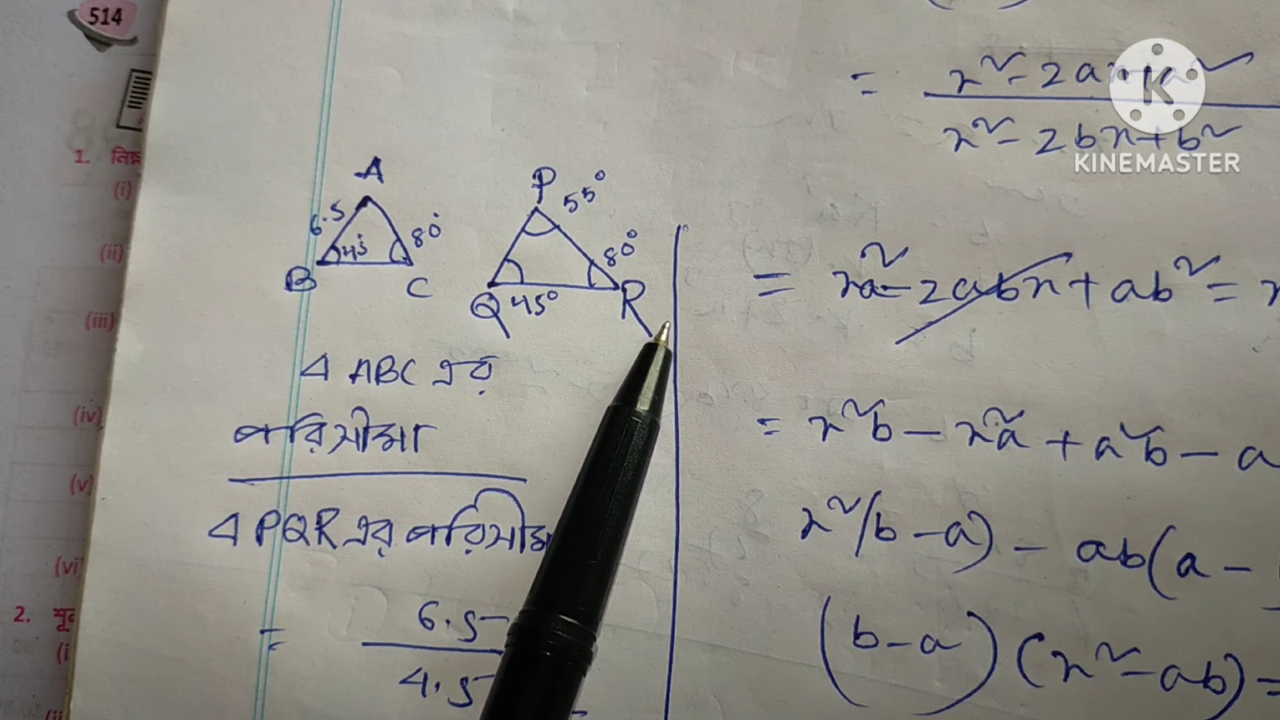 514
1.
(i)
(ii)
(iii)
(iv)
(v)
(vi)
2.
(i
A
6.5
45°
80°
B
C
P
55°
80°
Q
45°
R
Δ ABC এর
পরিসীমা
Δ PQR এর পরিসীম
= 6.5
4.5
= x² - 2ax + a²
x² - 2bx + b²
K
KINEMASTER
= x²a - 2abx + ab² = x
= x²b - x²a + a²b - a
x²(b - a) - ab(a -
(b - a) (x² - ab) =